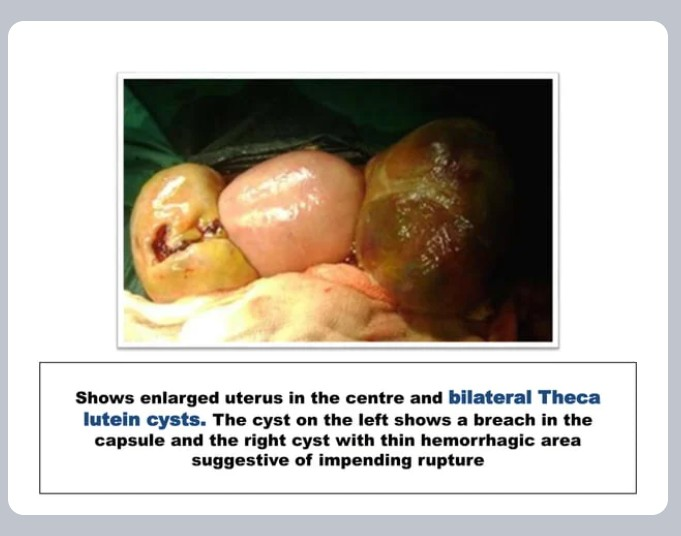 Shows enlarged uterus in the centre and bilateral Theca
lutein cysts. The cyst on the left shows a breach in the
capsule and the right cyst with thin hemorrhagic area
suggestive of impending rupture